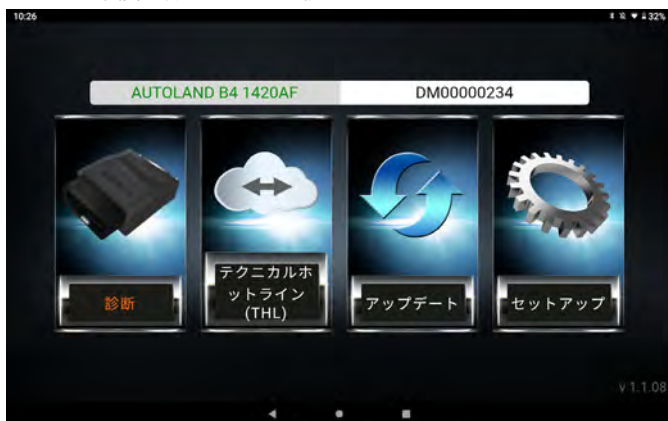 10:26
32%
AUTOLAND B4 1420AF
DM00000234
診断
テクニカルホ
ットライン
(THL)
アップデート
セットアップ
v 1.1.08